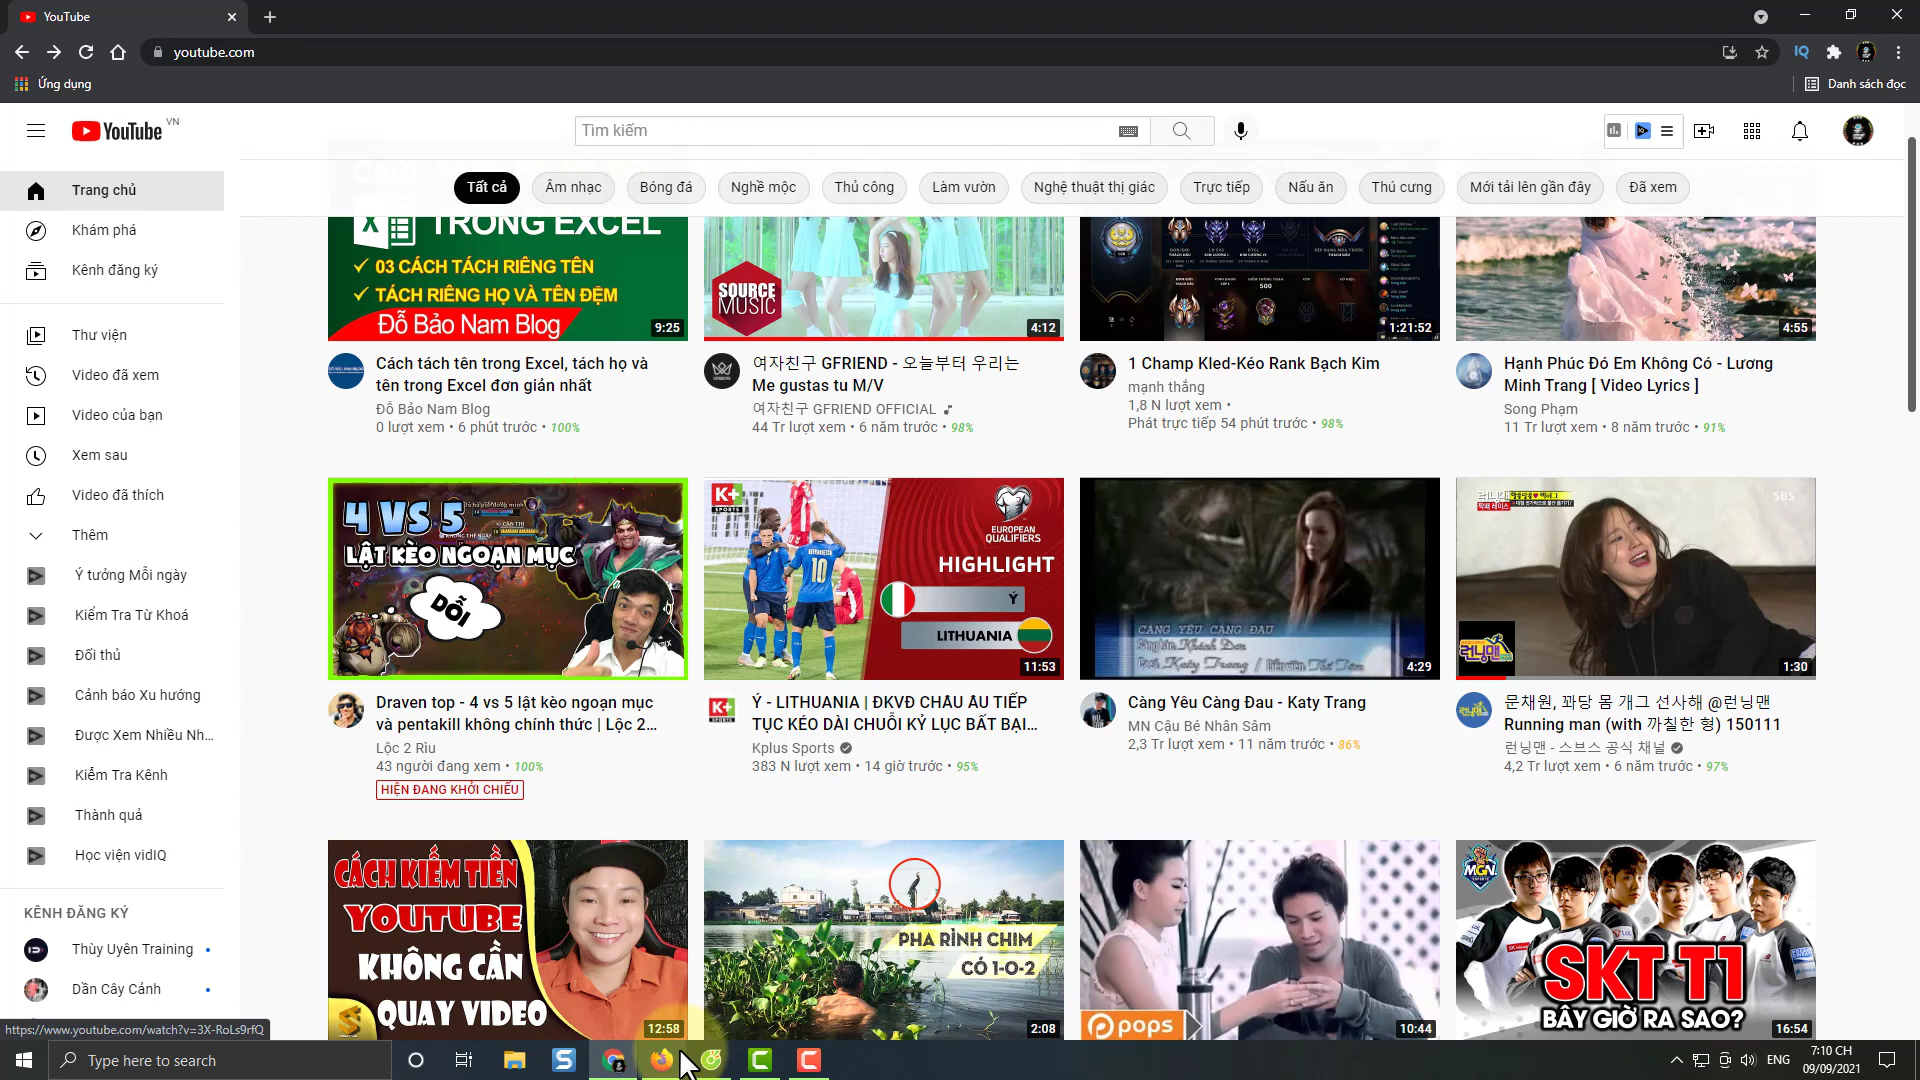 YouTube
youtube.com
Ứng dụng
Danh sách đọc
YouTube VN
Tìm kiếm
Trang chủ
Khám phá
Kênh đăng ký
Thư viện
Video đã xem
Video của bạn
Xem sau
Video đã thích
Thêm
Ý tưởng Mỗi ngày
Kiểm Tra Từ Khoá
Đối thủ
Cảnh báo Xu hướng
Được Xem Nhiều Nh...
Kiểm Tra Kênh
Thành quả
Học viện vidIQ
KÊNH ĐĂNG KÝ
Thùy Uyên Training
Dần Cây Cảnh
https://www.youtube.com/watch?v=3X-RoLs9rfQ
Tất cả
Âm nhạc
Bóng đá
Nghề mộc
Thủ công
Làm vườn
Nghệ thuật thị giác
Trực tiếp
Nấu ăn
Thú cưng
Mới tải lên gần đây
Đã xem
TRONG EXCEL
03 CÁCH TÁCH RIÊNG TÊN
TÁCH RIÊNG HỌ VÀ TÊN ĐỆM
Đỗ Bảo Nam Blog
9:25
Cách tách tên trong Excel, tách họ và
tên trong Excel đơn giản nhất
Đỗ Bảo Nam Blog
0 lượt xem • 6 phút trước • 100%
SOURCE
MUSIC
4:12
여자친구 GFRIEND - 오늘부터 우리는
Me gustas tu M/V
여자친구 GFRIEND OFFICIAL
44 Tr lượt xem • 6 năm trước • 98%
500
1:21:52
1 Champ Kled-Kéo Rank Bạch Kim
mạnh thắng
1,8 N lượt xem •
Phát trực tiếp 54 phút trước • 98%
4:55
Hạnh Phúc Đó Em Không Có - Lương
Minh Trang [ Video Lyrics ]
Song Phạm
11 Tr lượt xem • 8 năm trước • 91%
4 VS 5
LẬT KÈO NGOẠN MỤC
DỖI
Draven top - 4 vs 5 lật kèo ngoạn mục
và pentakill không chính thức | Lộc 2...
Lộc 2 Rìu
43 người đang xem • 100%
HIỆN ĐANG KHỞI CHIẾU
K+
SPORTS
EUROPEAN
QUALIFIERS
HIGHLIGHT
Ý
LITHUANIA
11:53
K+
SPORTS
Ý - LITHUANIA | ĐKVĐ CHÂU ÂU TIẾP
TỤC KÉO DÀI CHUỖI KỶ LỤC BẤT BẠI...
Kplus Sports
383 N lượt xem • 14 giờ trước • 95%
CÀNG YÊU CÀNG ĐAU
4:29
Càng Yêu Càng Đau - Katy Trang
MN Cậu Bé Nhân Sâm
2,3 Tr lượt xem • 11 năm trước • 86%
SBS
런닝맨
1:30
문채원, 꽈당 몸 개그 선사해 @런닝맨
Running man (with 까칠한 형) 150111
런닝맨 - 스브스 공식 채널
4,2 Tr lượt xem • 6 năm trước • 97%
CÁCH KIẾM TIỀN
YOUTUBE
KHÔNG CẦN
QUAY VIDEO
12:58
PHA RÌNH CHIM
CÓ 1-0-2
2:08
pops
10:44
MGN
SKT T1
BÂY GIỜ RA SAO?
16:54
Type here to search
ENG
7:10 CH
09/09/2021